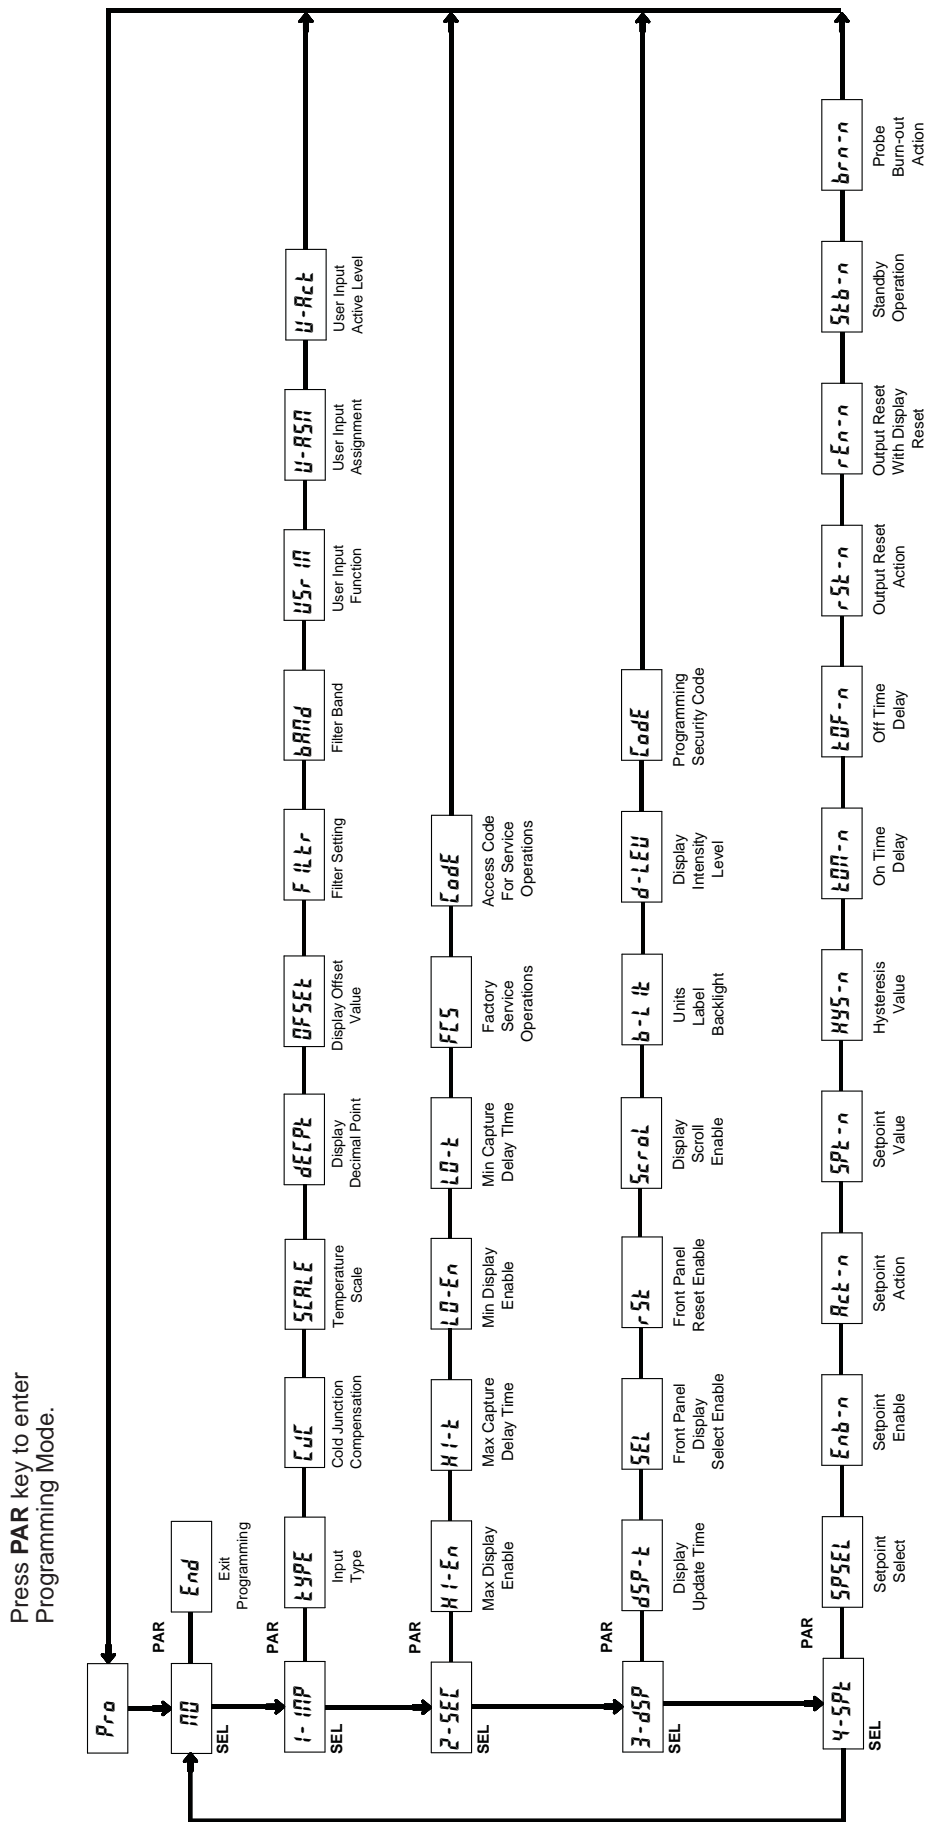 Press PAR key to enter
Programming Mode.
Pro
NO
SEL
PAR
End
Exit
Programming
1-INP
SEL
PAR
tYPE
Input
Type
CJC
Cold Junction
Compensation
SCALE
Temperature
Scale
dECPt
Display
Decimal Point
OFSEt
Display Offset
Value
FILtr
Filter Setting
bANd
Filter Band
USrIN
User Input
Function
U-ASN
User Input
Assignment
U-Act
User Input
Active Level
2-SEC
SEL
PAR
HI-En
Max Display
Enable
HI-t
Max Capture
Delay Time
LO-En
Min Display
Enable
LO-t
Min Capture
Delay TIme
FCS
Factory
Service
Operations
CodE
Access Code
For Service
Operations
3-dSP
SEL
PAR
dSP-t
Display
Update Time
SEL
Front Panel
Display
Select Enable
rSt
Front Panel
Reset Enable
ScroL
Display
Scroll
Enable
b-LIt
Units
Label
Backlight
d-LEV
Display
Intensity
Level
CodE
Programming
Security Code
4-SPt
SEL
PAR
SPSEL
Setpoint
Select
Enb-n
Setpoint
Enable
Act-n
Setpoint
Action
SPt-n
Setpoint
Value
HYS-n
Hysteresis
Value
tON-n
On Time
Delay
tOF-n
Off Time
Delay
rSt-n
Output Reset
Action
rEn-n
Output Reset
With Display
Reset
Stb-n
Standby
Operation
brn-n
Probe
Burn-out
Action